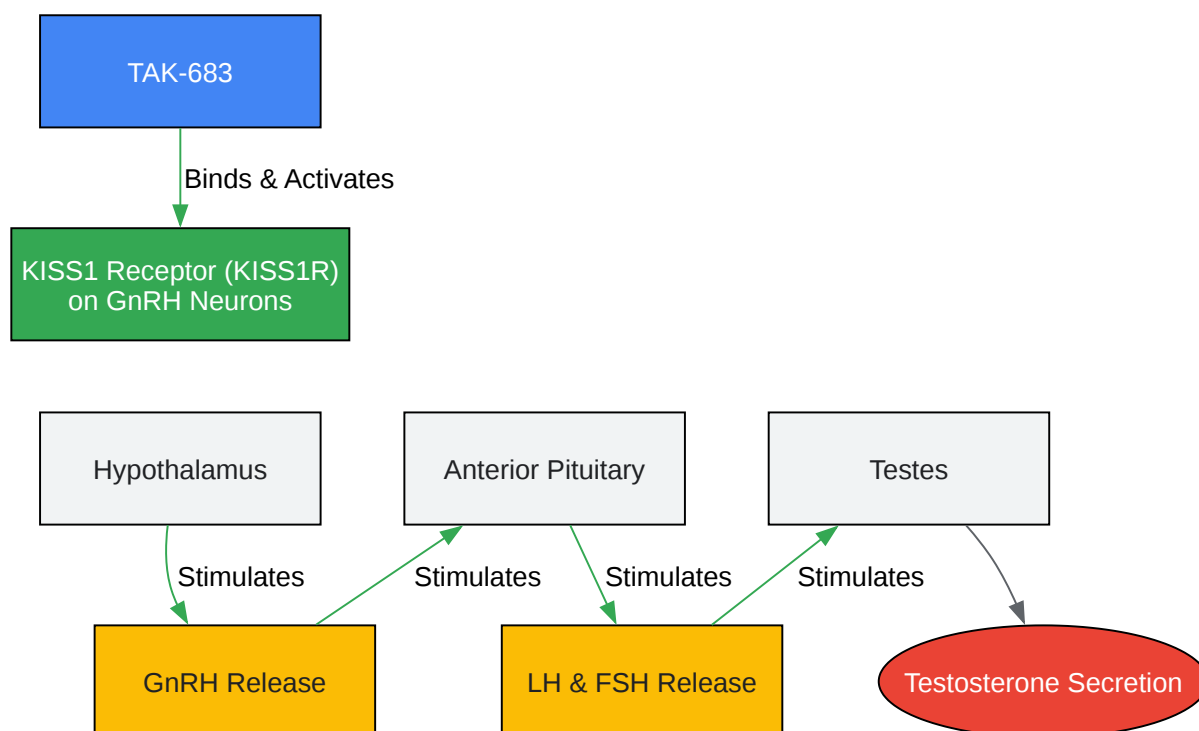 TAK-683
Binds & Activates
KISS1 Receptor (KISS1R)
on GnRH Neurons
Hypothalamus
Anterior Pituitary
Testes
Stimulates
Stimulates
Stimulates
Stimulates
GnRH Release
LH & FSH Release
Testosterone Secretion